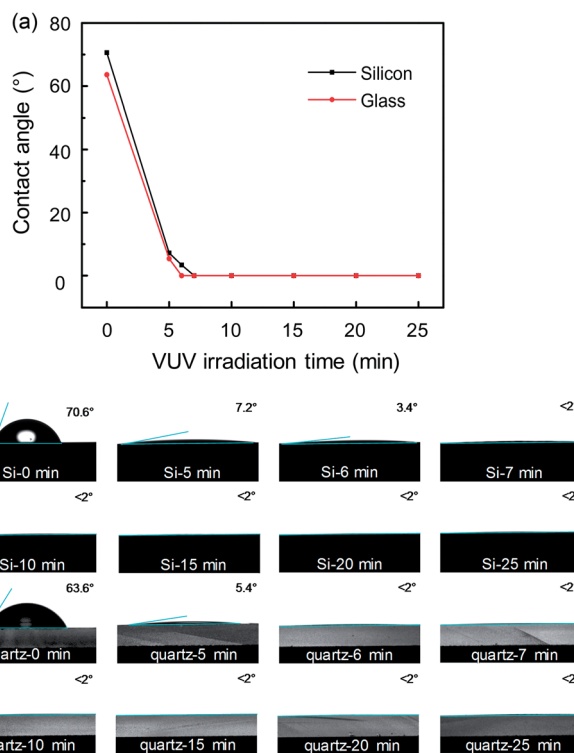 (a)
80
60
40
20
0
Contact angle (°)
Silicon
Glass
0 5 10 15 20 25
VUV irradiation time (min)
70.6° 7.2° 3.4° <2
Si-0 min Si-5 min Si-6 min Si-7 min
<2° <2° <2° <2°
Si-10 min Si-15 min Si-20 min Si-25 min
63.6° 5.4° <2° <2
artz-0 min quartz-5 min quartz-6 min quartz-7 min
<2° <2° <2° <2°
artz-10 min quartz-15 min quartz-20 min quartz-25 min